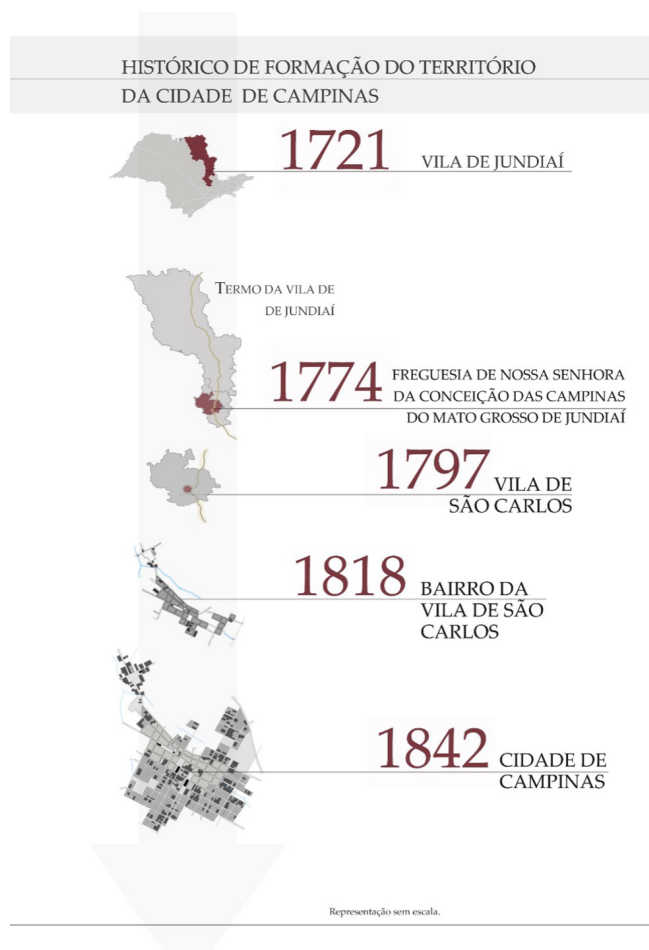 HISTÓRICO DE FORMAÇÃO DO TERRITÓRIO
DA CIDADE DE CAMPINAS
1721 VILA DE JUNDIAÍ
TERMO DA VILA DE
DE JUNDIAÍ
1774 FREGUESIA DE NOSSA SENHORA
DA CONCEIÇÃO DAS CAMPINAS
DO MATO GROSSO DE JUNDIAÍ
1797 VILA DE
SÃO CARLOS
1818 BAIRRO DA
VILA DE SÃO
CARLOS
1842 CIDADE DE
CAMPINAS
Representação sem escala.